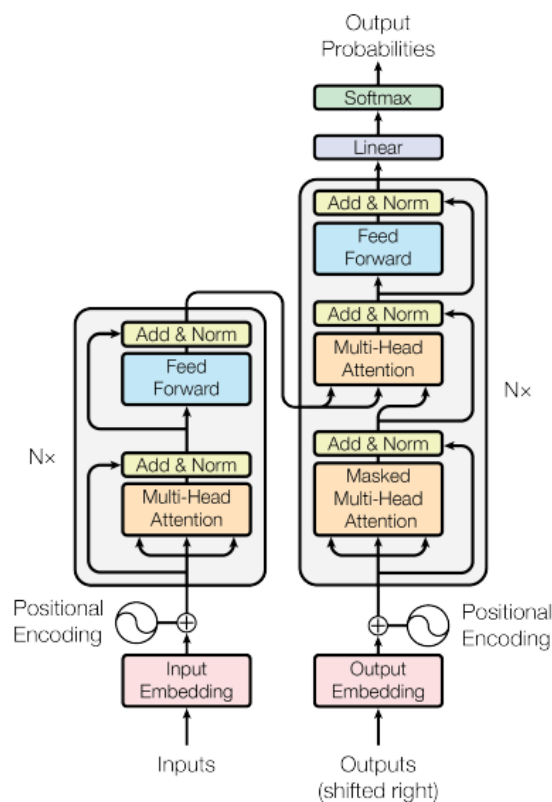 Output
Probabilities
Softmax
Linear
Add & Norm
Feed
Forward
Add & Norm
Multi-Head
Attention
Add & Norm
Masked
Multi-Head
Attention
N×
Add & Norm
Feed
Forward
Add & Norm
Multi-Head
Attention
N×
Positional
Encoding
Positional
Encoding
Input
Embedding
Output
Embedding
Inputs
Outputs
(shifted right)